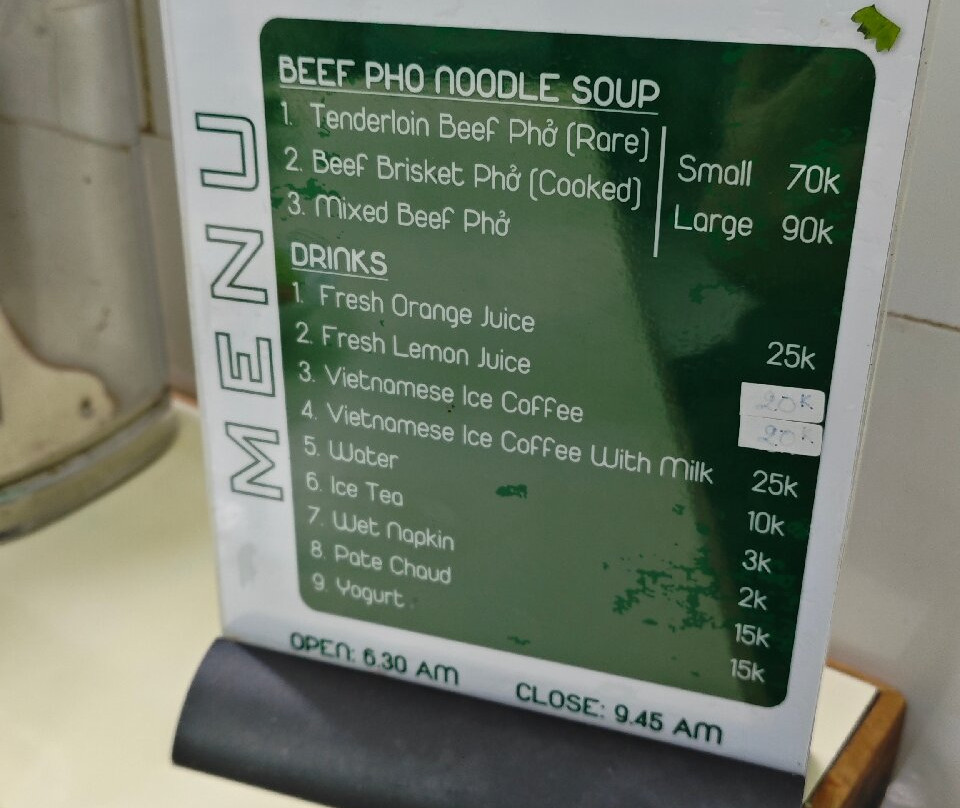 MENU
BEEF PHO NOODLE SOUP
1. Tenderloin Beef Phở (Rare)
2. Beef Brisket Phở (Cooked)
3. Mixed Beef Phở
Small 70k
Large 90k
DRINKS
1. Fresh Orange Juice 25k
2. Fresh Lemon Juice 20K
3. Vietnamese Ice Coffee 20K
4. Vietnamese Ice Coffee With Milk 25k
5. Water 10k
6. Ice Tea 3k
7. Wet Napkin 2k
8. Pate Chaud 15k
9. Yogurt 15k
OPEN: 6.30 AM CLOSE: 9.45 AM